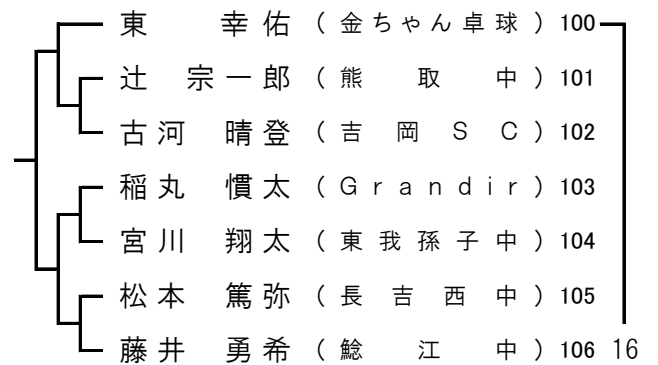 東 幸佑 (金ちゃん卓球) 100
辻 宗一郎 (熊取中) 101
古河 晴登 (吉岡SC) 102
稲丸 慣太 (Grandir) 103
宮川 翔太 (東我孫子中) 104
松本 篤弥 (長吉西中) 105
藤井 勇希 (鯰江中) 106 16